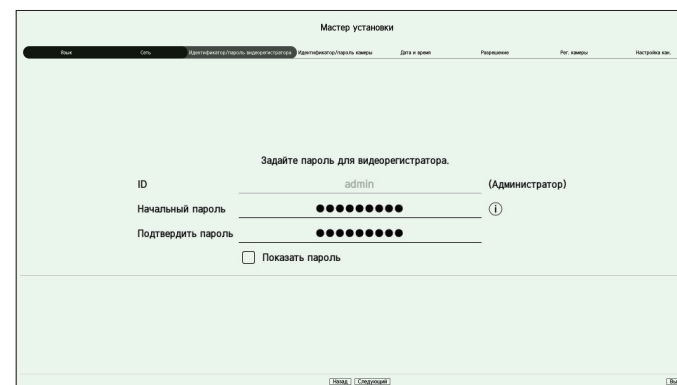 Мастер установки
Язык Сеть Идентификатор/пароль видеорегистратора Идентификатор/пароль камеры Дата и время Разрешение Рег. камеры Настройка кан.
Задайте пароль для видеорегистратора.
ID admin (Администратор)
Начальный пароль ●●●●●●●●● i
Подтвердить пароль ●●●●●●●●●
Показать пароль
Назад Следующий